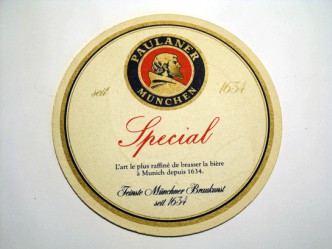 PAULANER
MÜNCHEN
seit 1634
Special
L'art le plus raffiné de brasser la bière
à Munich depuis 1634.
Feinste Münchner Braukunst
seit 1634